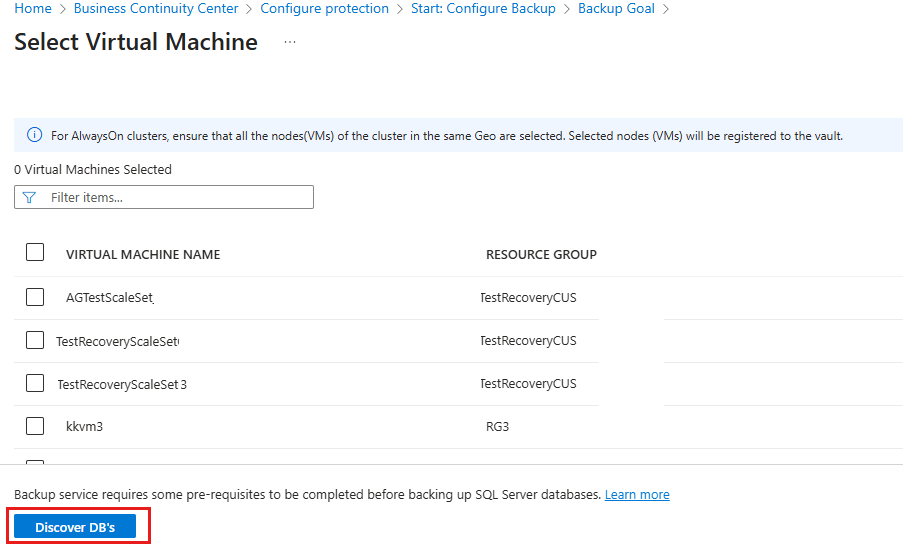 Home > Business Continuity Center > Configure protection > Start: Configure Backup > Backup Goal >
Select Virtual Machine ...
For AlwaysOn clusters, ensure that all the nodes(VMs) of the cluster in the same Geo are selected. Selected nodes (VMs) will be registered to the vault.
0 Virtual Machines Selected
Filter items...
VIRTUAL MACHINE NAME RESOURCE GROUP
AGTestScaleSet TestRecoveryCUS
TestRecoveryScaleSet TestRecoveryCUS
TestRecoveryScaleSet 3 TestRecoveryCUS
kkvm3 RG3
Backup service requires some pre-requisites to be completed before backing up SQL Server databases. Learn more
Discover DB's